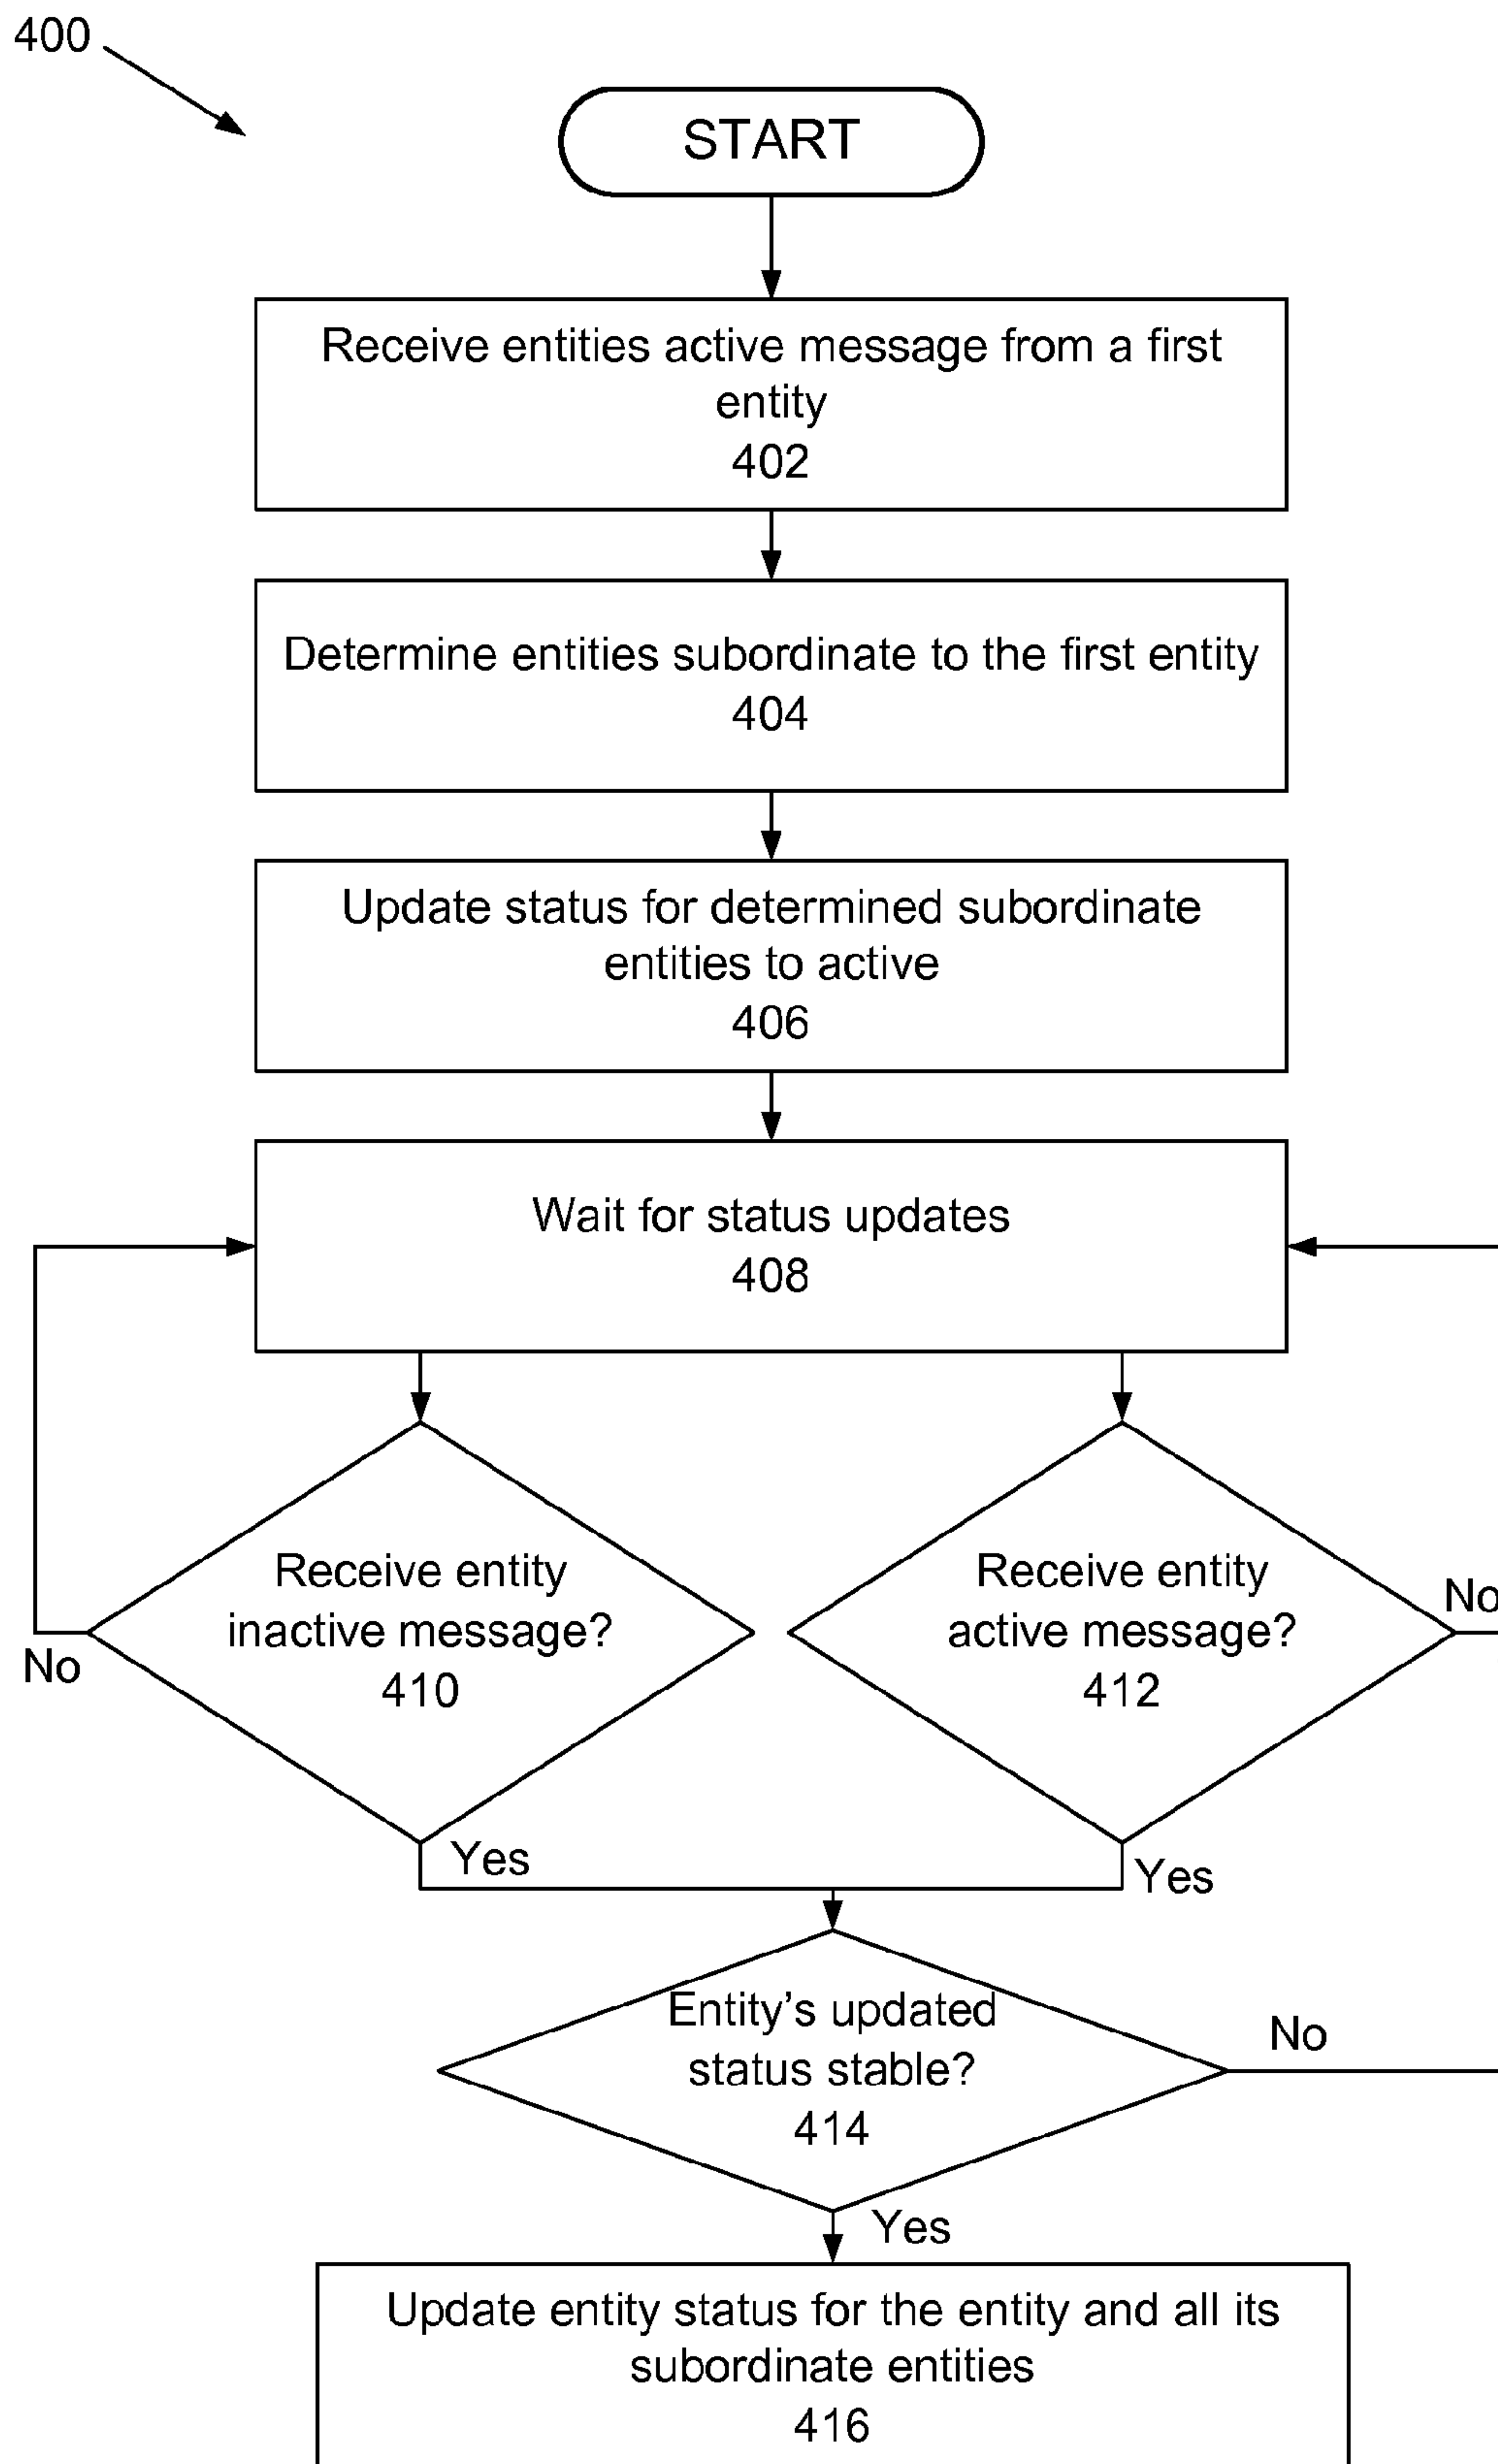 400
START
Receive entities active message from a first
entity
402
Determine entities subordinate to the first entity
404
Update status for determined subordinate
entities to active
406
Wait for status updates
408
Receive entity
inactive message?
410
No
Receive entity
active message?
412
No
Yes
Yes
Entity's updated
status stable?
414
No
Yes
Update entity status for the entity and all its
subordinate entities
416